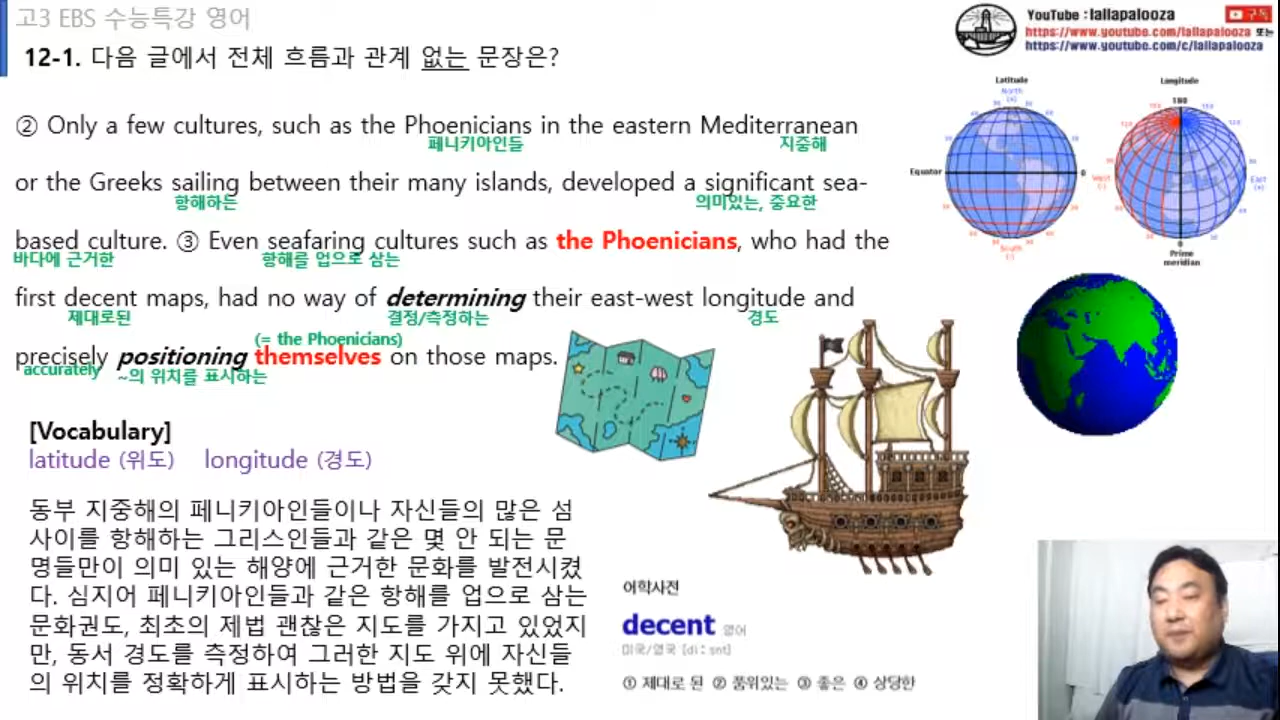 고3 EBS 수능특강 영어
12-1. 다음 글에서 전체 흐름과 관계 없는 문장은?
YouTube : lallapalooza
구독
https://www.youtube.com/lallapalooza 또는
https://www.youtube.com/c/lallapalooza
② Only a few cultures, such as the Phoenicians in the eastern Mediterranean
페니키아인들 지중해
or the Greeks sailing between their many islands, developed a significant sea-
항해하는 의미있는, 중요한
based culture. ③ Even seafaring cultures such as the Phoenicians, who had the
바다에 근거한 항해를 업으로 삼는
first decent maps, had no way of determining their east-west longitude and
제대로된 결정/측정하는 경도
(= the Phoenicians)
precisely positioning themselves on those maps.
accurately ~의 위치를 표시하는
Latitude
North
(+)
Equator
0
South
(-)
Longitude
180
West
(-)
East
(+)
0
Prime
meridian
[Vocabulary]
latitude (위도) longitude (경도)
동부 지중해의 페니키아인들이나 자신들의 많은 섬
사이를 항해하는 그리스인들과 같은 몇 안 되는 문
명들만이 의미 있는 해양에 근거한 문화를 발전시켰
다. 심지어 페니키아인들과 같은 항해를 업으로 삼는
문화권도, 최초의 제법 괜찮은 지도를 가지고 있었지
만, 동서 경도를 측정하여 그러한 지도 위에 자신들
의 위치를 정확하게 표시하는 방법을 갖지 못했다.
어학사전
decent 영어
미국/영국 [díːsnt]
① 제대로 된 ② 품위있는 ③ 좋은 ④ 상당한